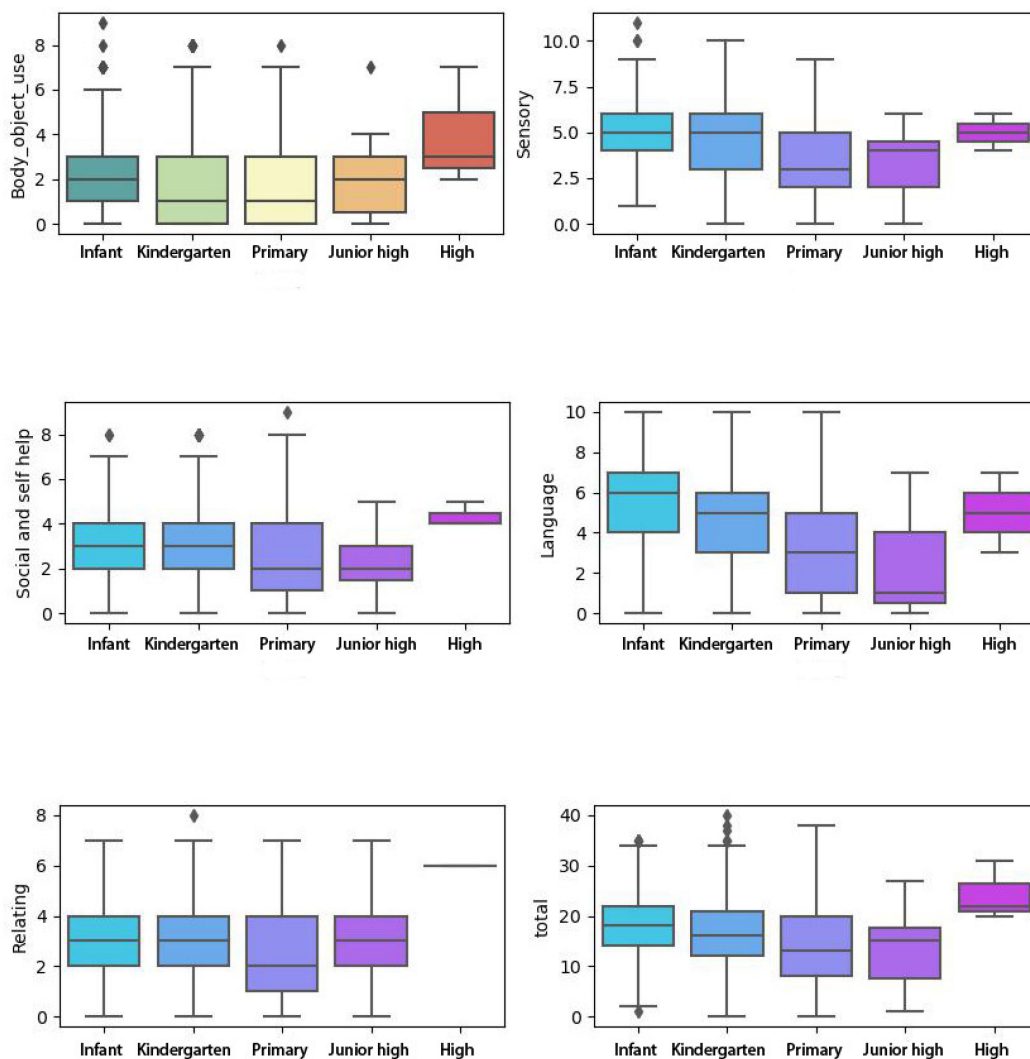 Body_object_use
8
6
4
2
0
Infant Kindergarten Primary Junior high High
Sensory
10.0
7.5
5.0
2.5
0.0
Infant Kindergarten Primary Junior high High
Social and self help
8
6
4
2
0
Infant Kindergarten Primary Junior high High
Language
10
8
6
4
2
0
Infant Kindergarten Primary Junior high High
Relating
8
6
4
2
0
Infant Kindergarten Primary Junior high High
total
40
30
20
10
0
Infant Kindergarten Primary Junior high High